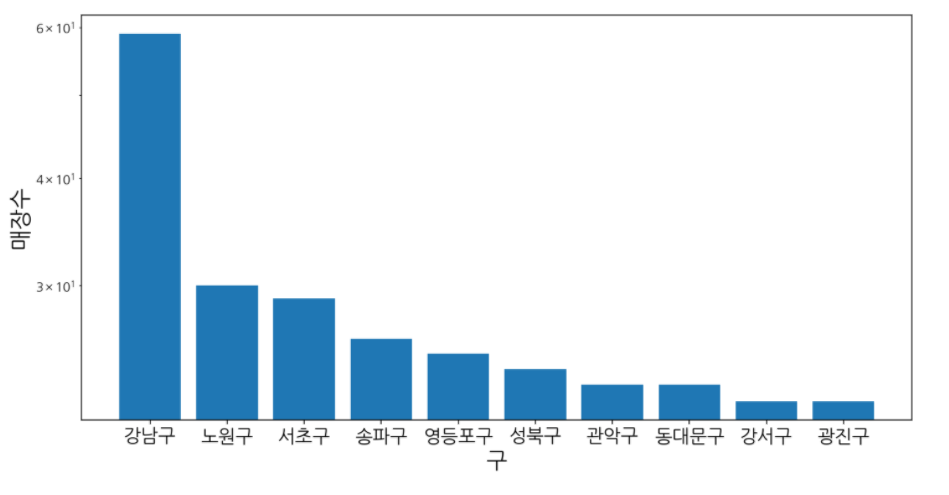 6×10¹
4×10¹
3×10¹
매장수
강남구 노원구 서초구 송파구 영등포구 성북구 관악구 동대문구 강서구 광진구
구